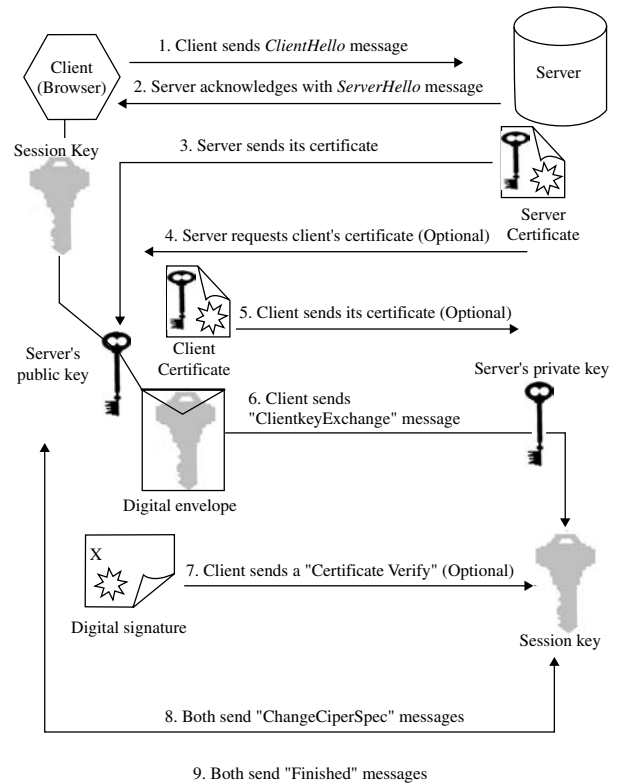 1. Client sends ClientHello message
Client
(Browser)
Server
2. Server acknowledges with ServerHello message
Session Key
3. Server sends its certificate
Server
Certificate
4. Server requests client's certificate (Optional)
5. Client sends its certificate (Optional)
Client
Certificate
Server's
public key
Server's private key
6. Client sends
"ClientkeyExchange" message
Digital envelope
X
7. Client sends a "Certificate Verify" (Optional)
Digital signature
Session key
8. Both send "ChangeCiperSpec" messages
9. Both send "Finished" messages